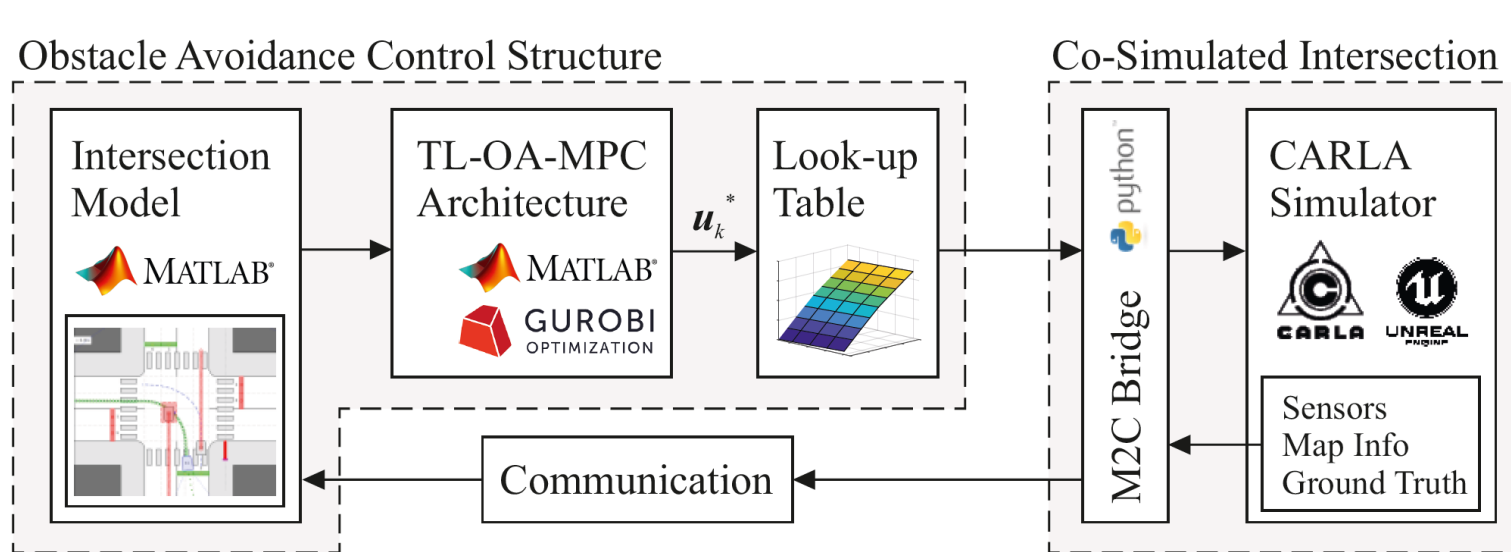 Obstacle Avoidance Control Structure
Intersection
Model
MATLAB®
TL-OA-MPC
Architecture
MATLAB®
GUROBI
OPTIMIZATION
u_k^*
Look-up
Table
Communication
Co-Simulated Intersection
M2C Bridge
python™
CARLA
Simulator
CARLA
UNREAL
ENGINE
Sensors
Map Info
Ground Truth